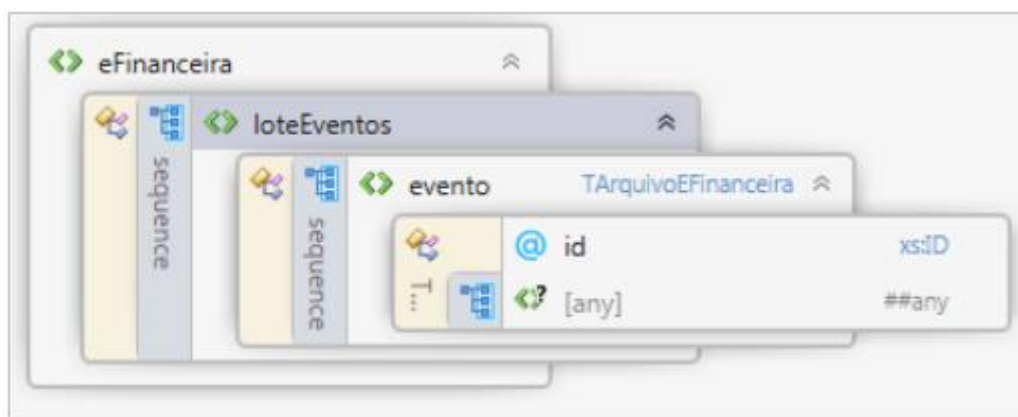 eFinanceira
loteEventos
sequence
evento TArquivoEFinanceira
sequence
@ id xs:ID
T... [any] ##any